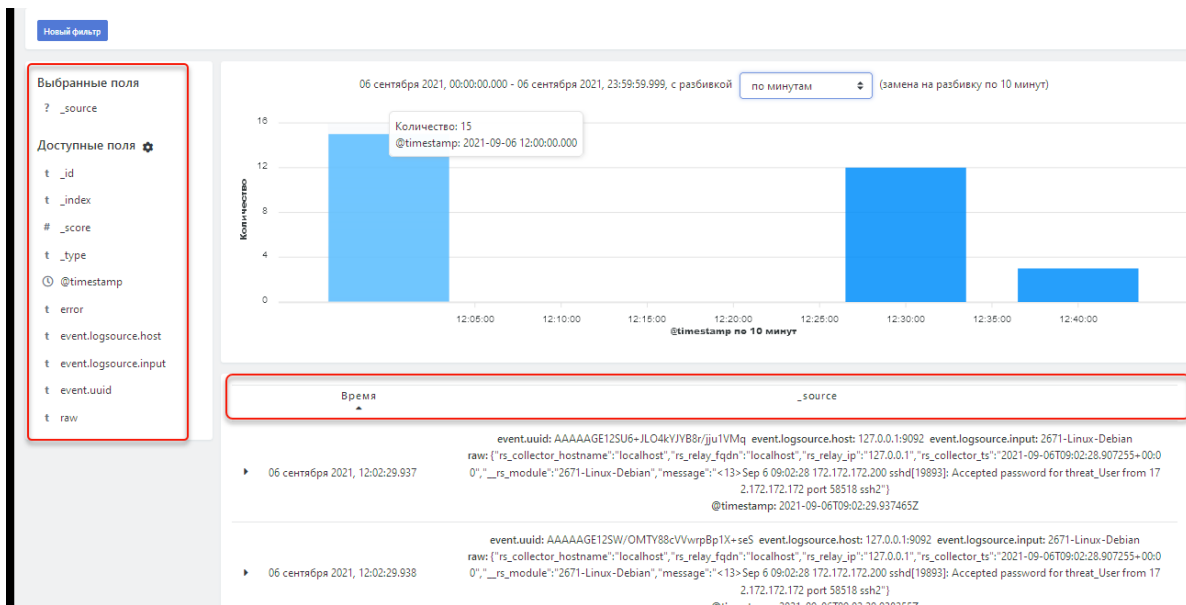 Новый фильтр
Выбранные поля
? _source
Доступные поля
t _id
t _index
# _score
t _type
@timestamp
t error
t event.logsource.host
t event.logsource.input
t event.uuid
t raw
06 сентября 2021, 00:00:00.000 - 06 сентября 2021, 23:59:59.999, с разбивкой по минутам (замена на разбивку по 10 минут)
Количество: 15
@timestamp: 2021-09-06 12:00:00.000
16
12
8
4
0
Количество
12:05:00 12:10:00 12:15:00 12:20:00 12:25:00 12:30:00 12:35:00 12:40:00
@timestamp по 10 минут
Время _source
event.uuid: AAAAAGE12SU6+JLO4kYJYB8r/jju1VMq event.logsource.host: 127.0.0.1:9092 event.logsource.input: 2671-Linux-Debian
raw: {"rs_collector_hostname":"localhost","rs_relay_fqdn":"localhost","rs_relay_ip":"127.0.0.1","rs_collector_ts":"2021-09-06T09:02:28.907255+00:0
06 сентября 2021, 12:02:29.937 0","__rs_module":"2671-Linux-Debian","message":"<13>Sep 6 09:02:28 172.172.172.200 sshd[19893]: Accepted password for threat_User from 17
2.172.172.172 port 58518 ssh2"}
@timestamp: 2021-09-06T09:02:29.937465Z
event.uuid: AAAAAGE12SW/OMTY88cVVwrpBp1X+seS event.logsource.host: 127.0.0.1:9092 event.logsource.input: 2671-Linux-Debian
raw: {"rs_collector_hostname":"localhost","rs_relay_fqdn":"localhost","rs_relay_ip":"127.0.0.1","rs_collector_ts":"2021-09-06T09:02:28.907255+00:0
06 сентября 2021, 12:02:29.938 0","__rs_module":"2671-Linux-Debian","message":"<13>Sep 6 09:02:28 172.172.172.200 sshd[19893]: Accepted password for threat_User from 17
2.172.172.172 port 58518 ssh2"}